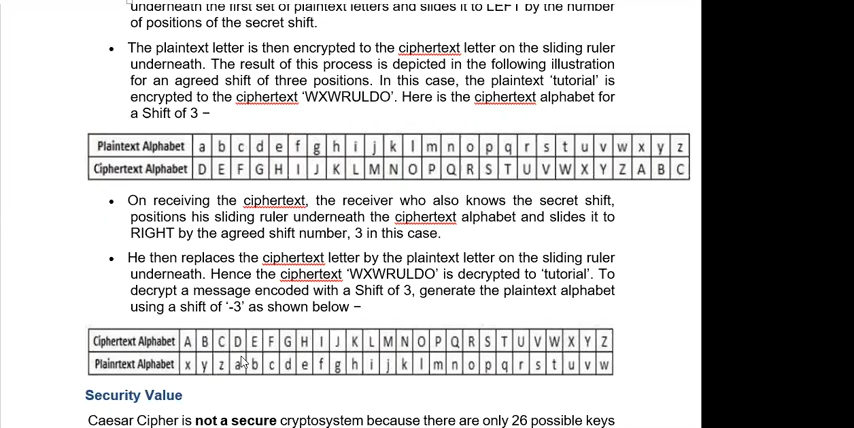 underneath the first set of plaintext letters and slides it to LEFT by the number
of positions of the secret shift.
• The plaintext letter is then encrypted to the ciphertext letter on the sliding ruler
underneath. The result of this process is depicted in the following illustration
for an agreed shift of three positions. In this case, the plaintext ‘tutorial’ is
encrypted to the ciphertext ‘WXWRULDO’. Here is the ciphertext alphabet for
a Shift of 3 −
Plaintext Alphabet a b c d e f g h i j k l m n o p q r s t u v w x y z
Ciphertext Alphabet D E F G H I J K L M N O P Q R S T U V W X Y Z A B C
• On receiving the ciphertext, the receiver who also knows the secret shift,
positions his sliding ruler underneath the ciphertext alphabet and slides it to
RIGHT by the agreed shift number, 3 in this case.
• He then replaces the ciphertext letter by the plaintext letter on the sliding ruler
underneath. Hence the ciphertext ‘WXWRULDO’ is decrypted to ‘tutorial’. To
decrypt a message encoded with a Shift of 3, generate the plaintext alphabet
using a shift of ‘-3’ as shown below −
Ciphertext Alphabet A B C D E F G H I J K L M N O P Q R S T U V W X Y Z
Plainrtext Alphabet x y z a b c d e f g h i j k l m n o p q r s t u v w
Security Value
Caesar Cipher is not a secure cryptosystem because there are only 26 possible keys